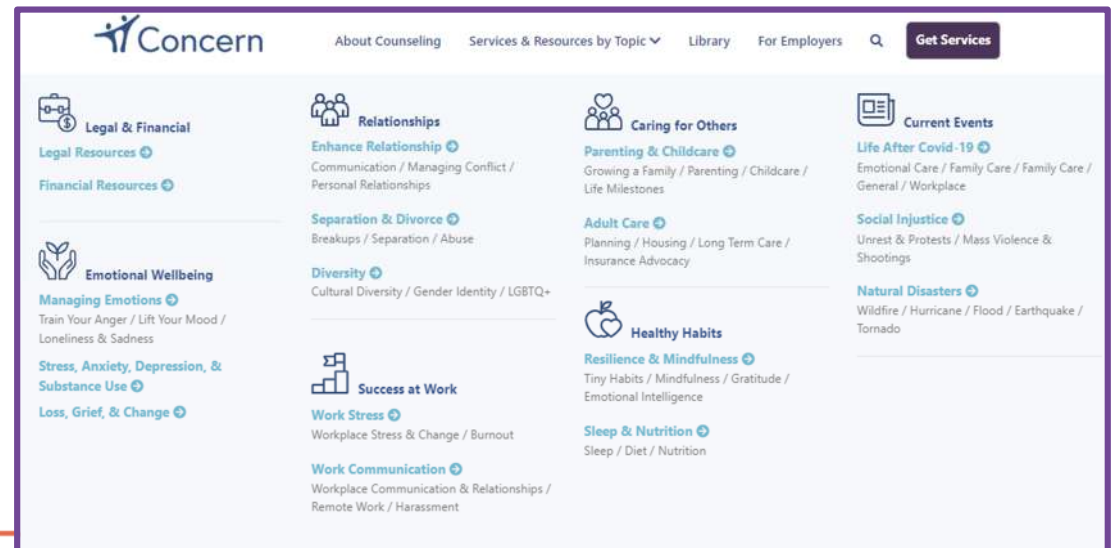 Concern
About Counseling
Services & Resources by Topic
Library
For Employers
Get Services
Legal & Financial
Legal Resources
Financial Resources
Emotional Wellbeing
Managing Emotions
Train Your Anger / Lift Your Mood /
Loneliness & Sadness
Stress, Anxiety, Depression, &
Substance Use
Loss, Grief, & Change
Relationships
Enhance Relationship
Communication / Managing Conflict /
Personal Relationships
Separation & Divorce
Breakups / Separation / Abuse
Diversity
Cultural Diversity / Gender Identity / LGBTQ+
Success at Work
Work Stress
Workplace Stress & Change / Burnout
Work Communication
Workplace Communication & Relationships /
Remote Work / Harassment
Caring for Others
Parenting & Childcare
Growing a Family / Parenting / Childcare /
Life Milestones
Adult Care
Planning / Housing / Long Term Care /
Insurance Advocacy
Healthy Habits
Resilience & Mindfulness
Tiny Habits / Mindfulness / Gratitude /
Emotional Intelligence
Sleep & Nutrition
Sleep / Diet / Nutrition
Current Events
Life After Covid-19
Emotional Care / Family Care / Family Care /
General / Workplace
Social Injustice
Unrest & Protests / Mass Violence &
Shootings
Natural Disasters
Wildfire / Hurricane / Flood / Earthquake /
Tornado